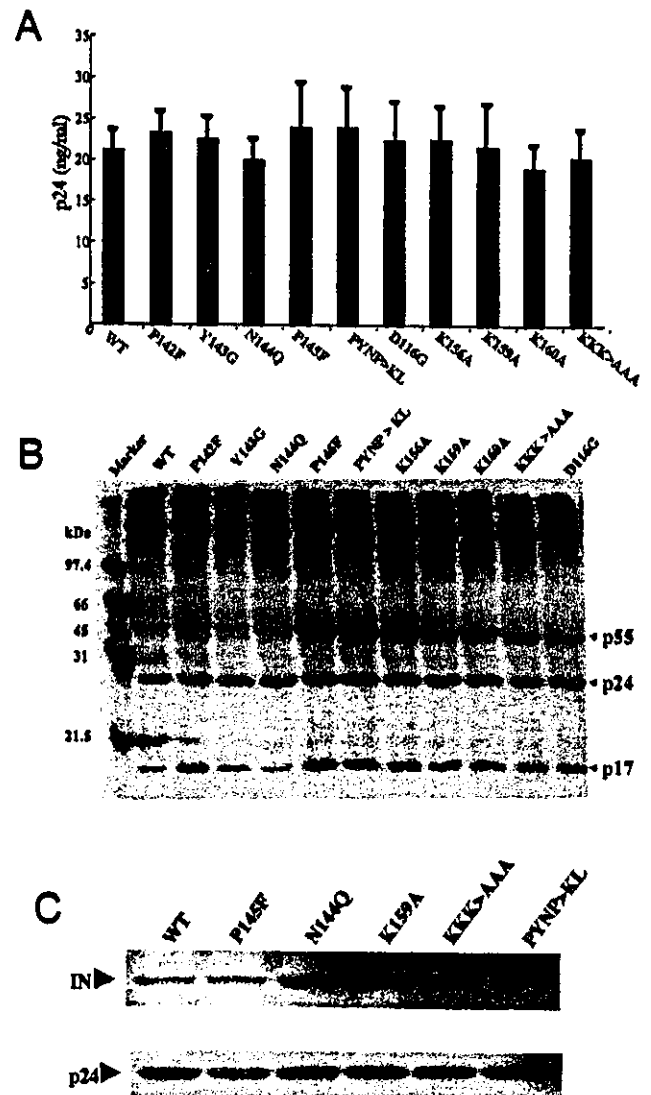 A
35
30
25
20
15
10
5
0
p24 (ng/ml)
WT P142F Y143G N144Q P145F PYNP>KL D116G K156A K159A K160A KKK>AAA
B
Marker WT P142F Y143G N144Q P145F PYNP>KL K156A K159A K160A KKK>AAA D116G
kDa
97.4
66
45
31
21.5
p55
p24
p17
C
WT P145F N144Q K159A KKK>AAA PYNP>KL
IN
p24